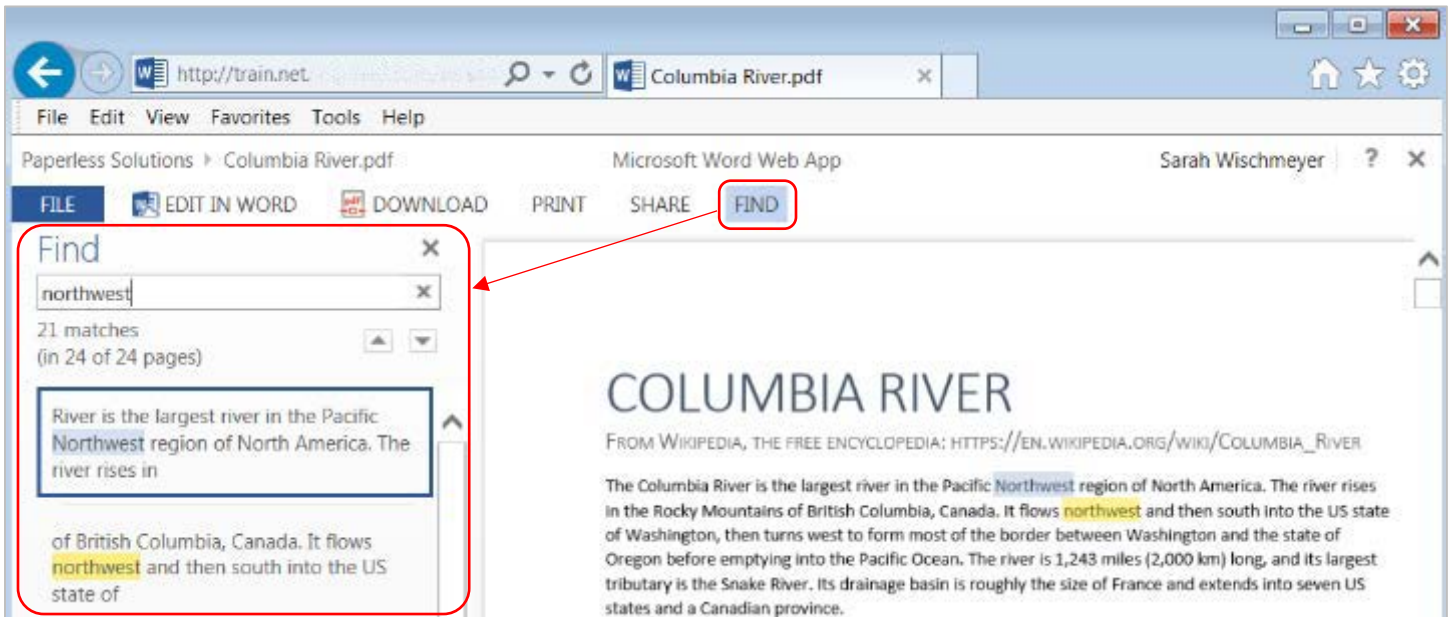 http://train.net.
Columbia River.pdf
File Edit View Favorites Tools Help
Paperless Solutions Columbia River.pdf Microsoft Word Web App Sarah Wischmeyer ?
FILE EDIT IN WORD DOWNLOAD PRINT SHARE FIND
Find
northwest
21 matches
(in 24 of 24 pages)
River is the largest river in the Pacific
Northwest region of North America. The
river rises in
of British Columbia, Canada. It flows
northwest and then south into the US
state of
COLUMBIA RIVER
FROM WIKIPEDIA, THE FREE ENCYCLOPEDIA: HTTPS://EN.WIKIPEDIA.ORG/WIKI/COLUMBIA_RIVER
The Columbia River is the largest river in the Pacific Northwest region of North America. The river rises
in the Rocky Mountains of British Columbia, Canada. It flows northwest and then south into the US state
of Washington, then turns west to form most of the border between Washington and the state of
Oregon before emptying into the Pacific Ocean. The river is 1,243 miles (2,000 km) long, and its largest
tributary is the Snake River. Its drainage basin is roughly the size of France and extends into seven US
states and a Canadian province.